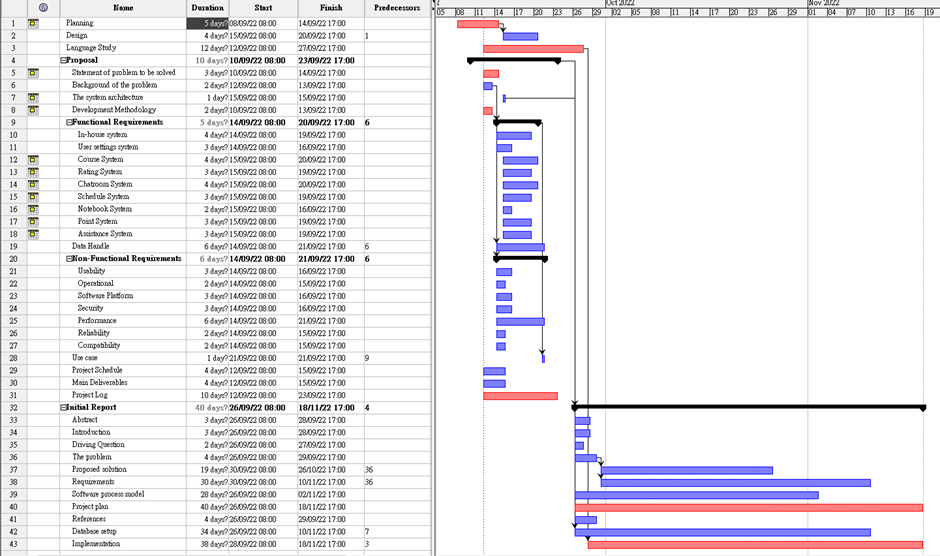 Name Duration Start Finish Predecessors
Oct 2022 Nov 2022
05 08 11 14 17 20 23 26 29 02 05 08 11 14 17 20 23 26 29 01 04 07 10 13 16 19
1 Planning 5 days? 08/09/22 08:00 14/09/22 17:00
2 Design 4 days? 15/09/22 08:00 20/09/22 17:00 1
3 Language Study 12 days? 12/09/22 08:00 27/09/22 17:00
4 Proposal 10 days? 10/09/22 08:00 23/09/22 17:00
5 Statement of problem to be solved 3 days? 10/09/22 08:00 14/09/22 17:00
6 Background of the problem 2 days? 12/09/22 08:00 13/09/22 17:00
7 The system architecture 1 day? 15/09/22 08:00 15/09/22 17:00
8 Development Methodology 2 days? 10/09/22 08:00 13/09/22 17:00
9 Functional Requirements 5 days? 14/09/22 08:00 20/09/22 17:00 6
10 In-house system 4 days? 14/09/22 08:00 19/09/22 17:00
11 User settings system 3 days? 14/09/22 08:00 16/09/22 17:00
12 Course System 4 days? 15/09/22 08:00 20/09/22 17:00
13 Rating System 3 days? 15/09/22 08:00 19/09/22 17:00
14 Chatroom System 4 days? 15/09/22 08:00 20/09/22 17:00
15 Schedule System 3 days? 15/09/22 08:00 19/09/22 17:00
16 Notebook System 2 days? 15/09/22 08:00 16/09/22 17:00
17 Point System 3 days? 15/09/22 08:00 19/09/22 17:00
18 Assistance System 3 days? 15/09/22 08:00 19/09/22 17:00
19 Data Handle 6 days? 14/09/22 08:00 21/09/22 17:00 6
20 Non-Functional Requirements 6 days? 14/09/22 08:00 21/09/22 17:00 6
21 Usability 3 days? 14/09/22 08:00 16/09/22 17:00
22 Operational 2 days? 14/09/22 08:00 15/09/22 17:00
23 Software Platform 3 days? 14/09/22 08:00 16/09/22 17:00
24 Security 3 days? 14/09/22 08:00 16/09/22 17:00
25 Performance 6 days? 14/09/22 08:00 21/09/22 17:00
26 Reliability 2 days? 14/09/22 08:00 15/09/22 17:00
27 Compatibility 2 days? 14/09/22 08:00 15/09/22 17:00
28 Use case 1 day? 21/09/22 08:00 21/09/22 17:00 9
29 Project Schedule 4 days? 12/09/22 08:00 15/09/22 17:00
30 Main Deliverables 4 days? 12/09/22 08:00 15/09/22 17:00
31 Project Log 10 days? 12/09/22 08:00 23/09/22 17:00
32 Initial Report 40 days? 26/09/22 08:00 18/11/22 17:00 4
33 Abstract 3 days? 26/09/22 08:00 28/09/22 17:00
34 Introduction 3 days? 26/09/22 08:00 28/09/22 17:00
35 Driving Question 2 days? 26/09/22 08:00 27/09/22 17:00
36 The problem 4 days? 26/09/22 08:00 29/09/22 17:00
37 Proposed solution 19 days? 30/09/22 08:00 26/10/22 17:00 36
38 Requirements 30 days? 30/09/22 08:00 10/11/22 17:00 36
39 Software process model 28 days? 26/09/22 08:00 02/11/22 17:00
40 Project plan 40 days? 26/09/22 08:00 18/11/22 17:00
41 References 4 days? 26/09/22 08:00 29/09/22 17:00
42 Database setup 34 days? 26/09/22 08:00 10/11/22 17:00 7
43 Implementation 38 days? 28/09/22 08:00 18/11/22 17:00 3